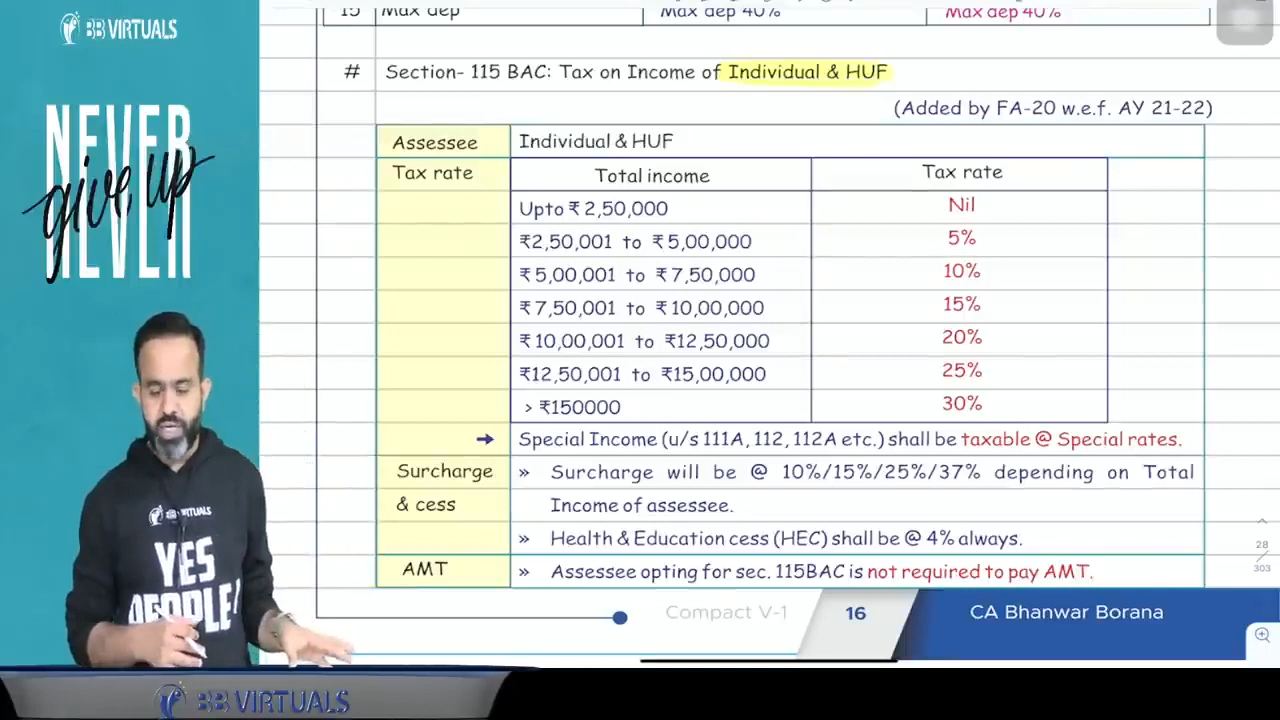 BB VIRTUALS
15 Max dep Max dep 40% Max dep 40%
# Section- 115 BAC: Tax on Income of Individual & HUF
(Added by FA-20 w.e.f. AY 21-22)
Assessee Individual & HUF
Tax rate Total income Tax rate
Upto ₹ 2,50,000 Nil
₹2,50,001 to ₹ 5,00,000 5%
₹ 5,00,001 to ₹ 7,50,000 10%
₹ 7,50,001 to ₹ 10,00,000 15%
₹ 10,00,001 to ₹12,50,000 20%
₹12,50,001 to ₹15,00,000 25%
> ₹150000 30%
➔ Special Income (u/s 111A, 112, 112A etc.) shall be taxable @ Special rates.
Surcharge » Surcharge will be @ 10%/15%/25%/37% depending on Total
& cess Income of assessee.
» Health & Education cess (HEC) shall be @ 4% always.
AMT » Assessee opting for sec. 115BAC is not required to pay AMT.
28
303
Compact V-1 16 CA Bhanwar Borana
NEVER
give up
NEVER
BB VIRTUALS
YES
PEOPLE!
BB VIRTUALS